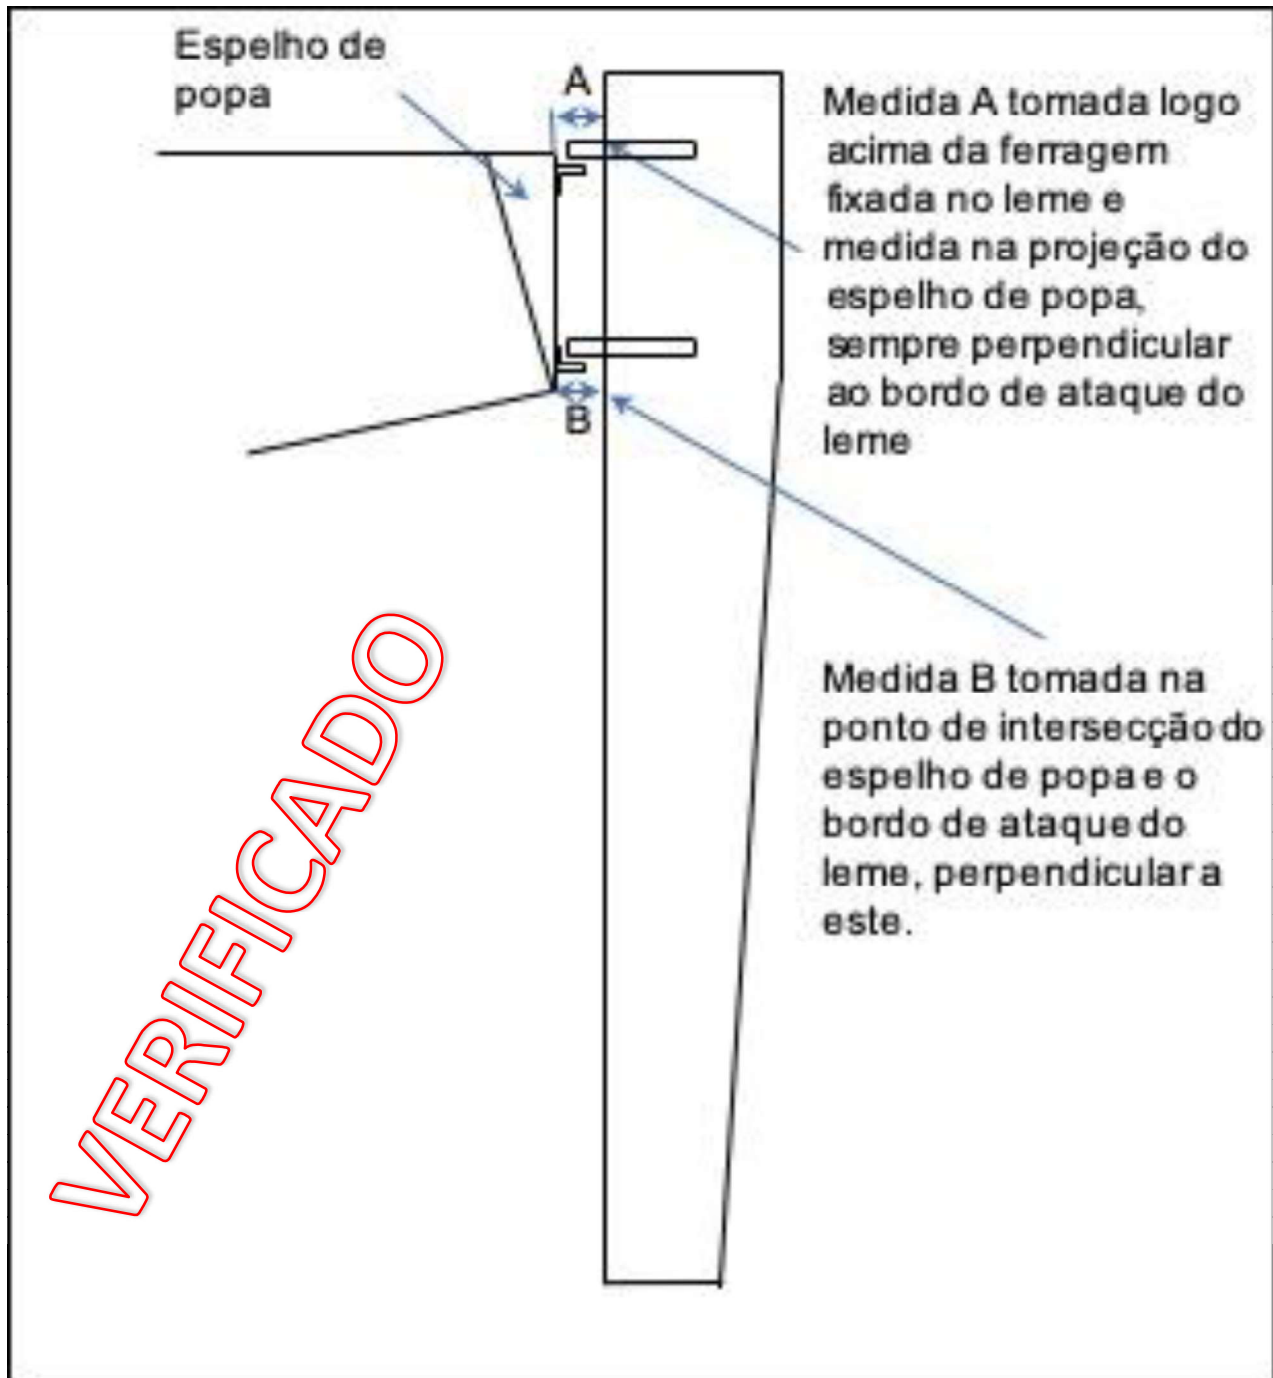 Espelho de
popa
A
Medida A tomada logo
acima da ferragem
fixada no leme e
medida na projeção do
espelho de popa,
sempre perpendicular
ao bordo de ataque do
leme
B
Medida B tomada na
ponto de intersecção do
espelho de popa e o
bordo de ataque do
leme, perpendicular a
este.
VERIFICADO